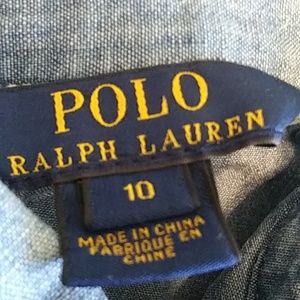 POLO
RALPH LAUREN
10
MADE IN CHINA
FABRIQUÉ EN
CHINE